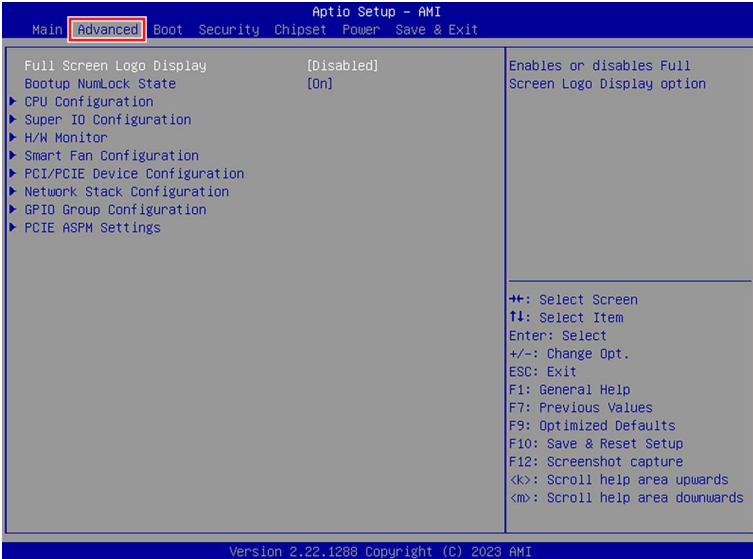 Aptio Setup – AMI
Main Advanced Boot Security Chipset Power Save & Exit
Full Screen Logo Display [Disabled]
Bootup NumLock State [On]
CPU Configuration
Super IO Configuration
H/W Monitor
Smart Fan Configuration
PCI/PCIE Device Configuration
Network Stack Configuration
GPIO Group Configuration
PCIE ASPM Settings
Enables or disables Full
Screen Logo Display option
→←: Select Screen
↑↓: Select Item
Enter: Select
+/-: Change Opt.
ESC: Exit
F1: General Help
F7: Previous Values
F9: Optimized Defaults
F10: Save & Reset Setup
F12: Screenshot capture
<k>: Scroll help area upwards
<m>: Scroll help area downwards
Version 2.22.1288 Copyright (C) 2023 AMI